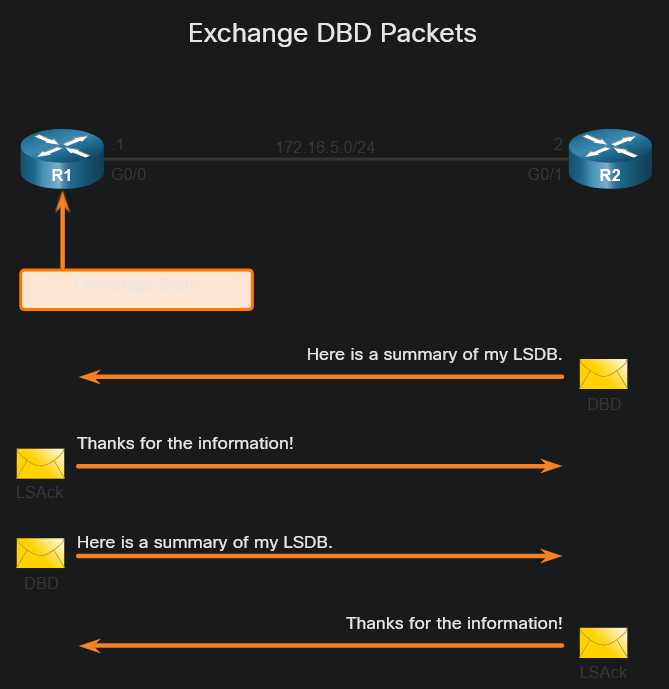 Exchange DBD Packets
.1
172.16.5.0/24
.2
R1
R2
G0/0
G0/1
Exchange State
Here is a summary of my LSDB.
DBD
Thanks for the information!
LSAck
Here is a summary of my LSDB.
DBD
Thanks for the information!
LSAck